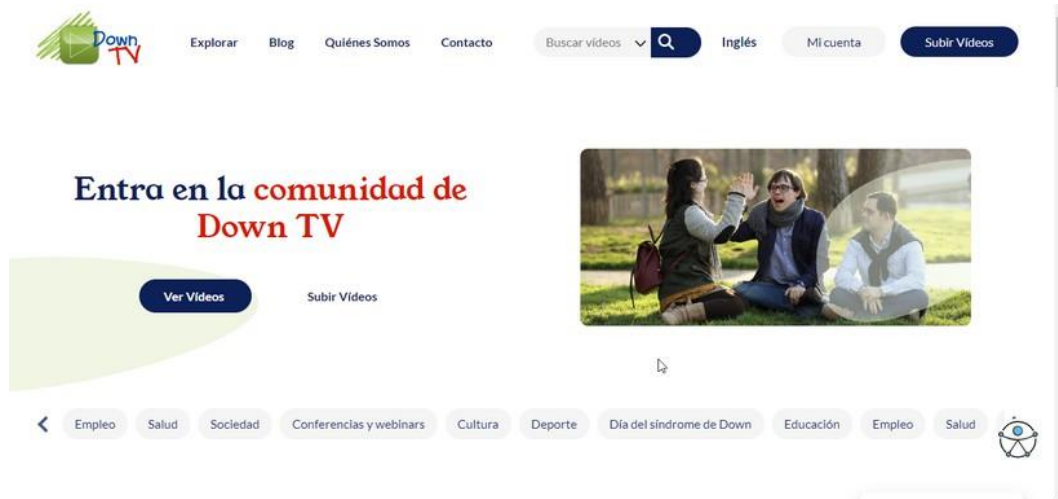 Down
TV
Explorar Blog Quiénes Somos Contacto Buscar vídeos Inglés Mi cuenta Subir Vídeos
Entra en la comunidad de
Down TV
Ver Vídeos Subir Vídeos
Empleo Salud Sociedad Conferencias y webinars Cultura Deporte Día del síndrome de Down Educación Empleo Salud